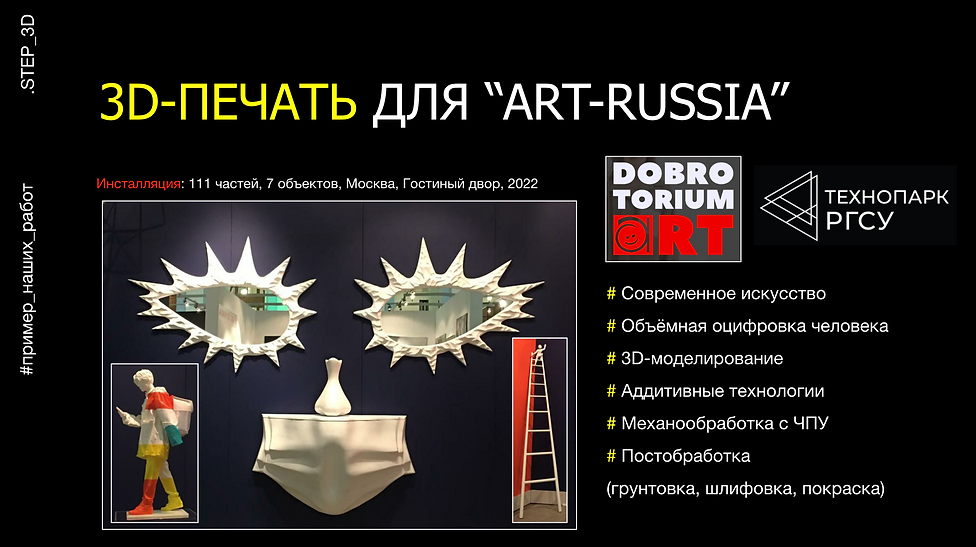 .STEP_3D
#пример_наших_работ
3D-ПЕЧАТЬ ДЛЯ “ART-RUSSIA”
Инсталляция: 111 частей, 7 объектов, Москва, Гостиный двор, 2022
DOBRO
TORIUM
aRT
ТЕХНОПАРК
РГСУ
# Современное искусство
# Объёмная оцифровка человека
# 3D-моделирование
# Аддитивные технологии
# Механообработка с ЧПУ
# Постобработка
(грунтовка, шлифовка, покраска)